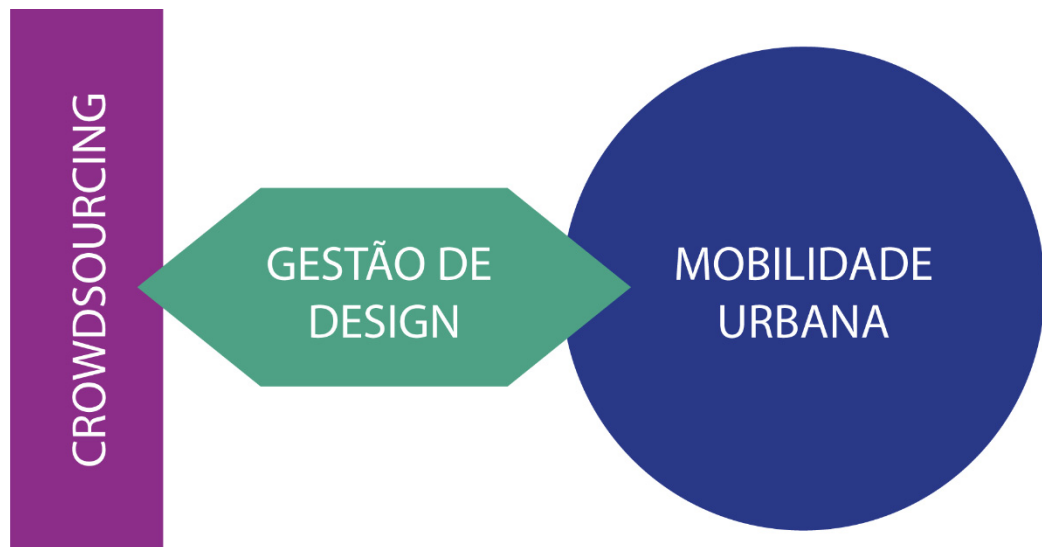 CROWDSOURCING
GESTÃO DE
DESIGN
MOBILIDADE
URBANA